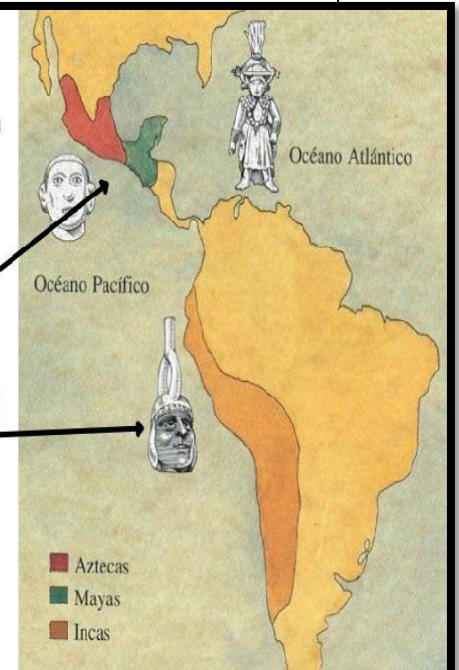 Océano Atlántico
Océano Pacífico
Aztecas
Mayas
Incas